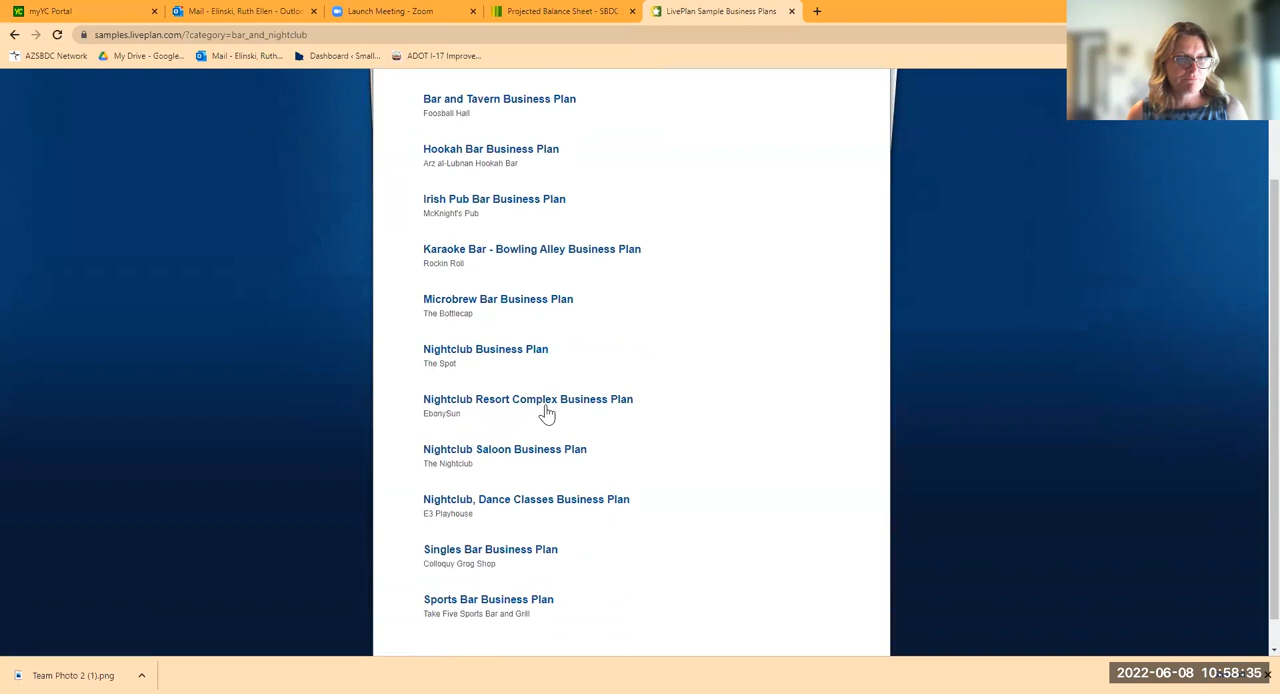 myYC Portal
Mail - Elinski, Ruth Ellen - Outloo
Launch Meeting - Zoom
Projected Balance Sheet - SBDC
LivePlan Sample Business Plans
samples.liveplan.com/?category=bar_and_nightclub
AZSBDC Network
My Drive - Google...
Mail - Elinski, Ruth...
Dashboard ‹ Small...
ADOT I-17 Improve...
Bar and Tavern Business Plan
Foosball Hall
Hookah Bar Business Plan
Arz al-Lubnan Hookah Bar
Irish Pub Bar Business Plan
McKnight's Pub
Karaoke Bar - Bowling Alley Business Plan
Rockin Roll
Microbrew Bar Business Plan
The Bottlecap
Nightclub Business Plan
The Spot
Nightclub Resort Complex Business Plan
EbonySun
Nightclub Saloon Business Plan
The Nightclub
Nightclub, Dance Classes Business Plan
E3 Playhouse
Singles Bar Business Plan
Colloquy Grog Shop
Sports Bar Business Plan
Take Five Sports Bar and Grill
Team Photo 2 (1).png
2022-06-08 10:58:35